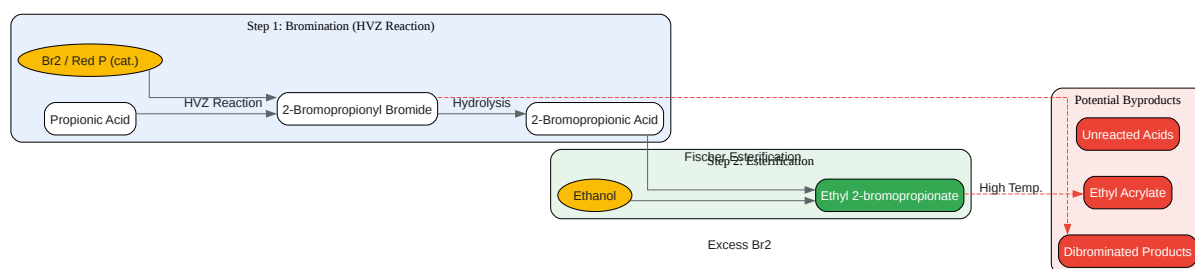 Step 1: Bromination (HVZ Reaction)
Br2 / Red P (cat.)
HVZ Reaction
Hydrolysis
Propionic Acid
2-Bromopropionyl Bromide
2-Bromopropionic Acid
Potential Byproducts
Unreacted Acids
Fischer Esterification
Step 2: Esterification
Ethanol
Ethyl 2-bromopropionate
High Temp.
Ethyl Acrylate
Excess Br2
Dibrominated Products